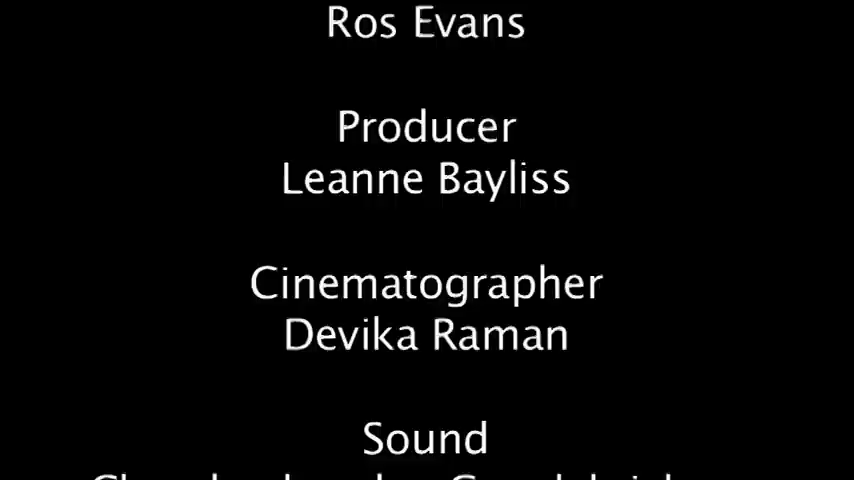 Ros Evans
Producer
Leanne Bayliss
Cinematographer
Devika Raman
Sound